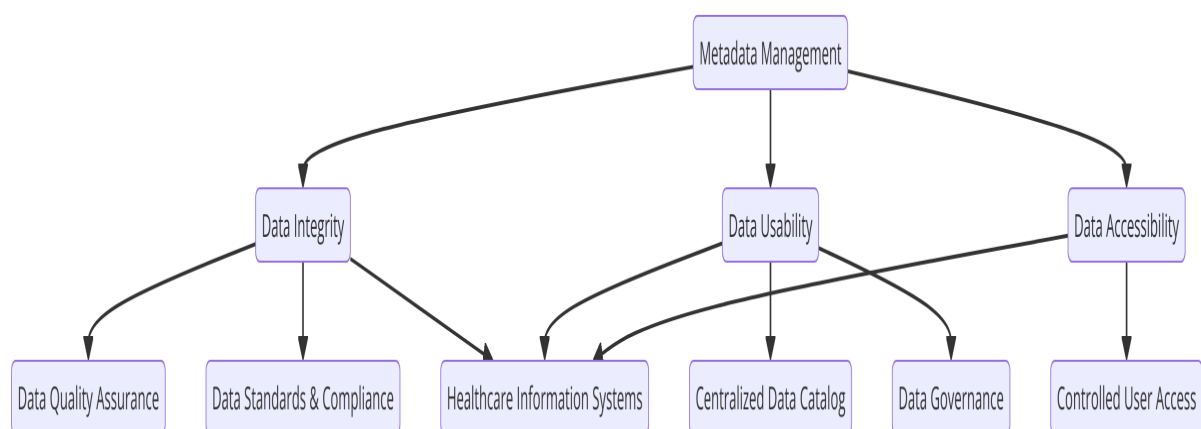 Metadata Management
Data Integrity
Data Usability
Data Accessibility
Data Quality Assurance
Data Standards & Compliance
Healthcare Information Systems
Centralized Data Catalog
Data Governance
Controlled User Access